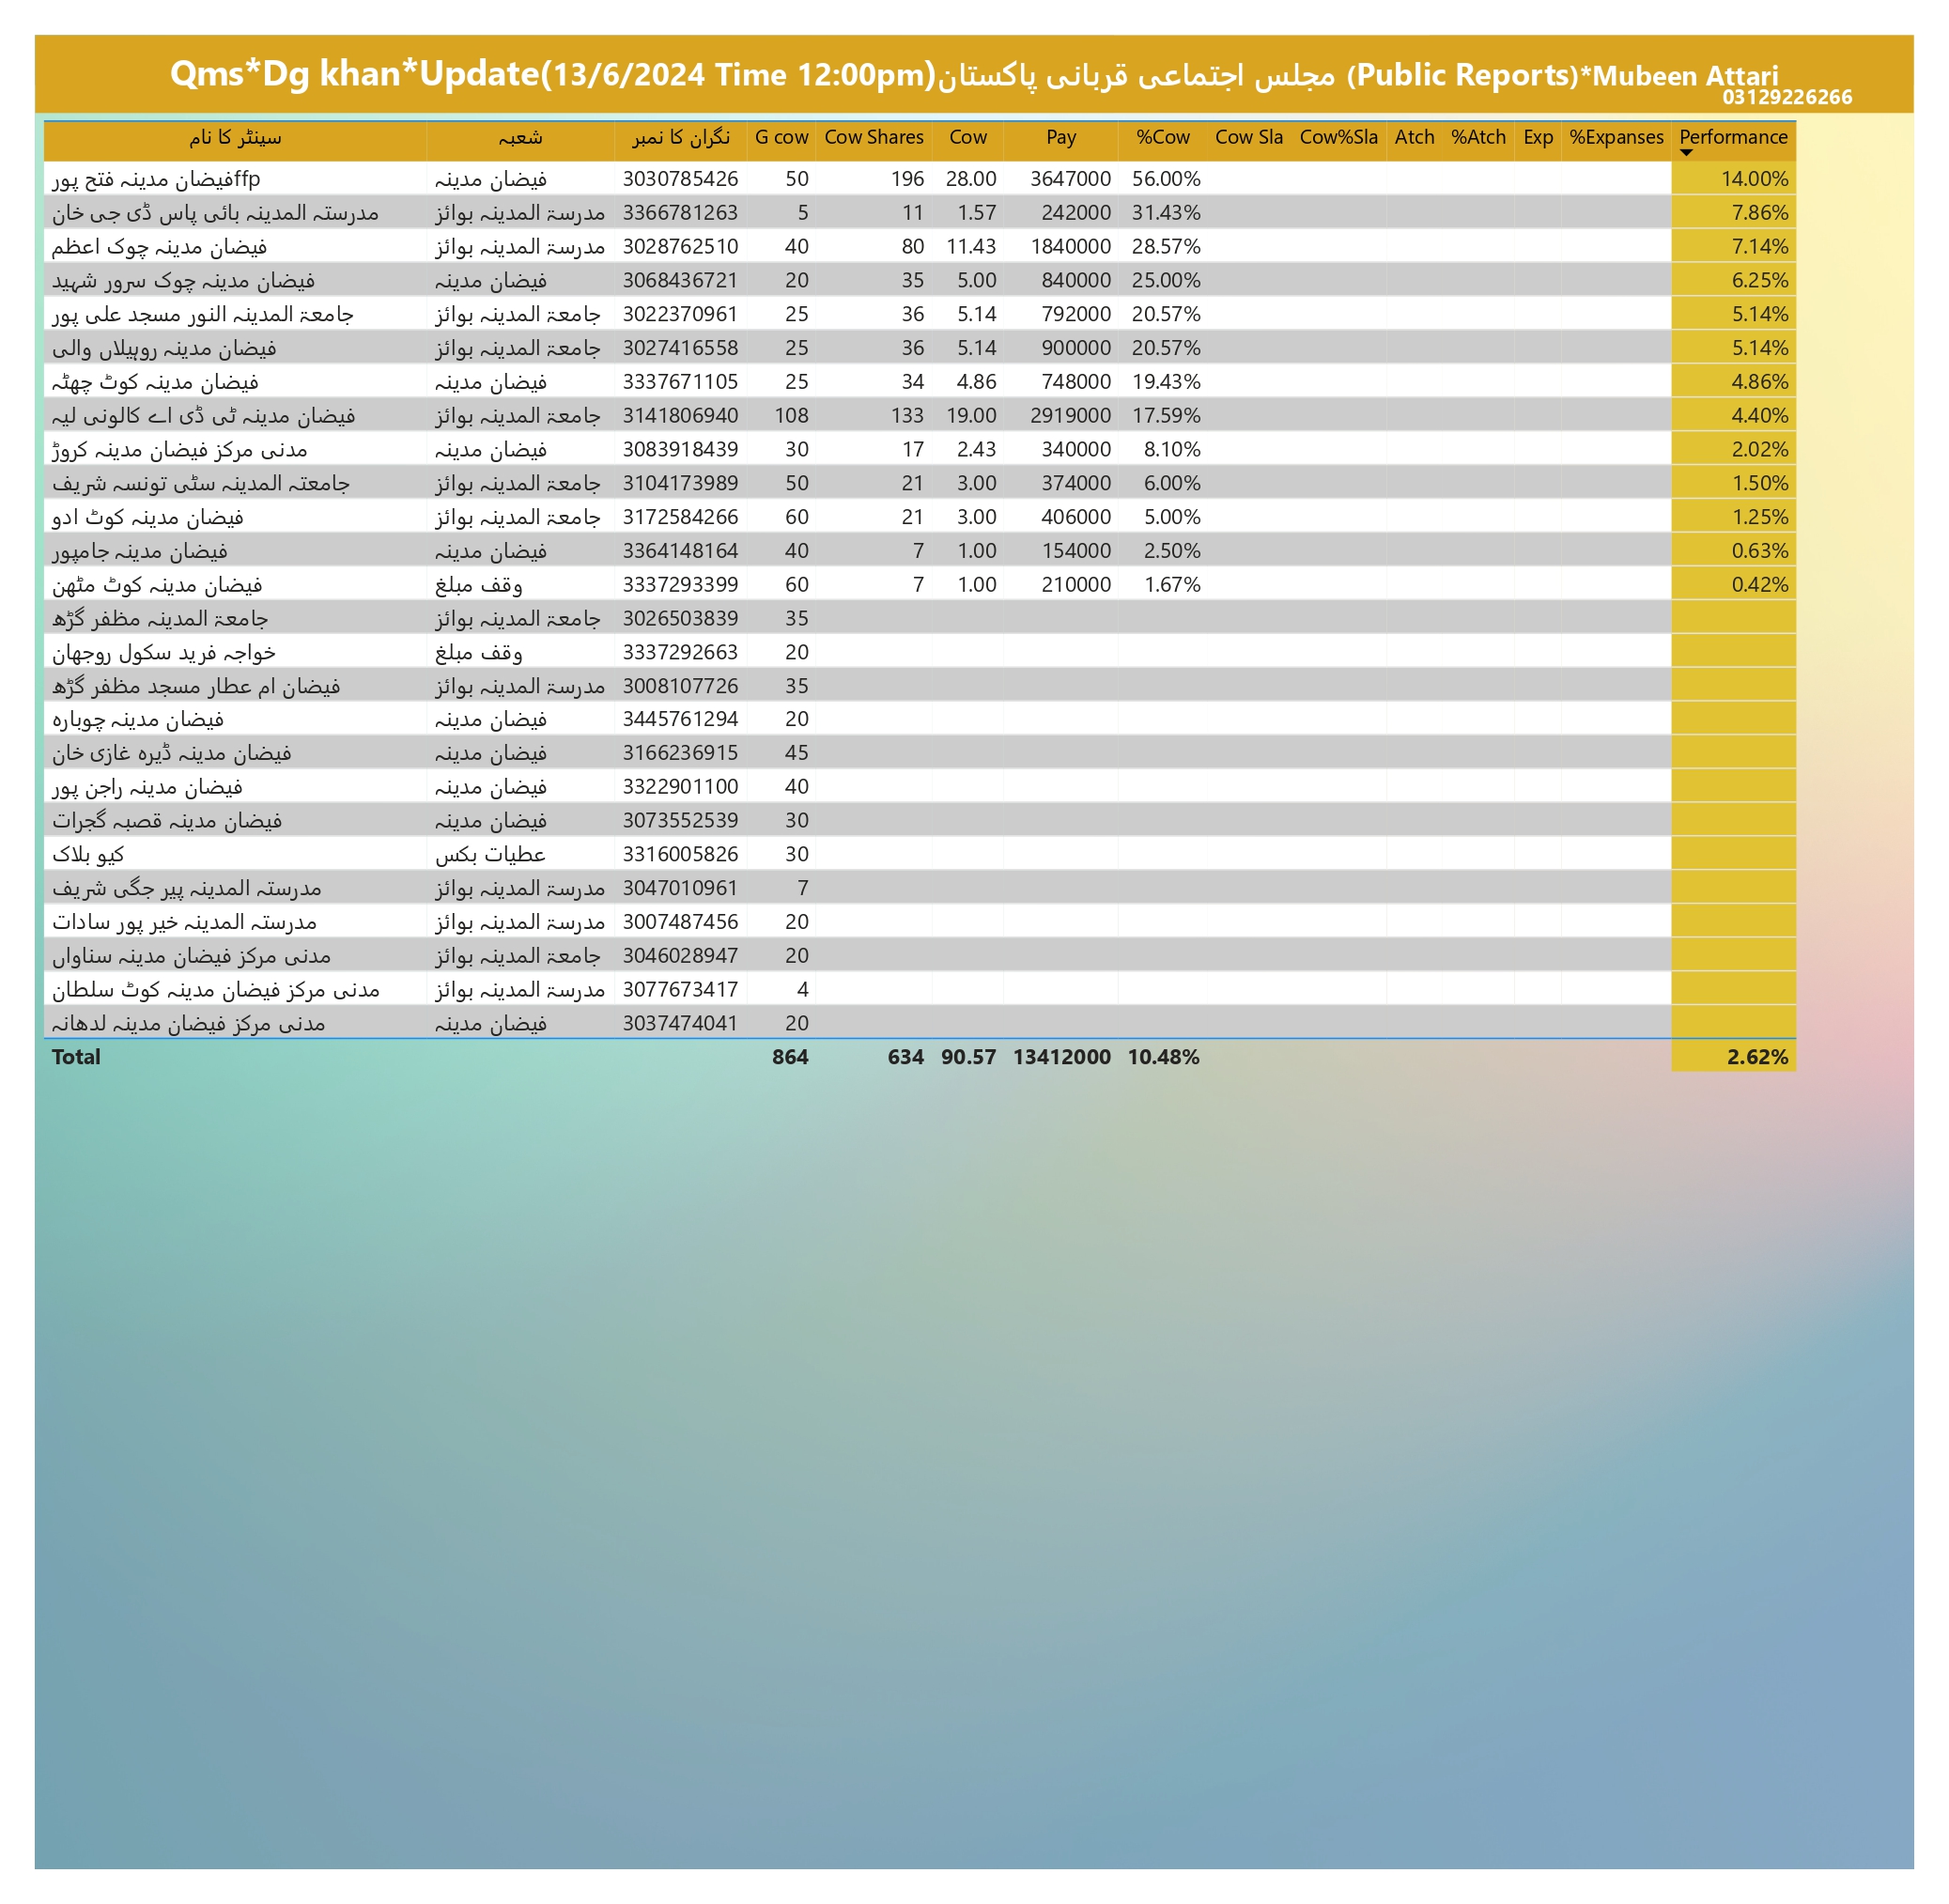 Qms*Dg khan*Update(13/6/2024 Time 12:00pm)مجلس اجتماعی قربانی پاکستان (Public Reports)*Mubeen Attari
03129226266
سینٹر کا نام شعبہ نگران کا نمبر G cow Cow Shares Cow Pay %Cow Cow Sla Cow%Sla Atch %Atch Exp %Expanses Performance
فیضان مدینہ فتح پورffp فیضان مدینہ 3030785426 50 196 28.00 3647000 56.00% 14.00%
مدرستہ المدینہ بائی پاس ڈی جی خان مدرسۃ المدینہ بوائز 3366781263 5 11 1.57 242000 31.43% 7.86%
فیضان مدینہ چوک اعظم مدرسۃ المدینہ بوائز 3028762510 40 80 11.43 1840000 28.57% 7.14%
فیضان مدینہ چوک سرور شہید فیضان مدینہ 3068436721 20 35 5.00 840000 25.00% 6.25%
جامعۃ المدینہ النور مسجد علی پور جامعۃ المدینہ بوائز 3022370961 25 36 5.14 792000 20.57% 5.14%
فیضان مدینہ روہیلاں والی جامعۃ المدینہ بوائز 3027416558 25 36 5.14 900000 20.57% 5.14%
فیضان مدینہ کوٹ چھٹہ فیضان مدینہ 3337671105 25 34 4.86 748000 19.43% 4.86%
فیضان مدینہ ٹی ڈی اے کالونی لیہ جامعۃ المدینہ بوائز 3141806940 108 133 19.00 2919000 17.59% 4.40%
مدنی مرکز فیضان مدینہ کروڑ فیضان مدینہ 3083918439 30 17 2.43 340000 8.10% 2.02%
جامعتہ المدینہ سٹی تونسہ شریف جامعۃ المدینہ بوائز 3104173989 50 21 3.00 374000 6.00% 1.50%
فیضان مدینہ کوٹ ادو جامعۃ المدینہ بوائز 3172584266 60 21 3.00 406000 5.00% 1.25%
فیضان مدینہ جامپور فیضان مدینہ 3364148164 40 7 1.00 154000 2.50% 0.63%
فیضان مدینہ کوٹ مٹھن وقف مبلغ 3337293399 60 7 1.00 210000 1.67% 0.42%
جامعۃ المدینہ مظفر گڑھ جامعۃ المدینہ بوائز 3026503839 35
خواجہ فرید سکول روجھان وقف مبلغ 3337292663 20
فیضان ام عطار مسجد مظفر گڑھ مدرسۃ المدینہ بوائز 3008107726 35
فیضان مدینہ چوبارہ فیضان مدینہ 3445761294 20
فیضان مدینہ ڈیرہ غازی خان فیضان مدینہ 3166236915 45
فیضان مدینہ راجن پور فیضان مدینہ 3322901100 40
فیضان مدینہ قصبہ گجرات فیضان مدینہ 3073552539 30
کیو بلاک عطیات بکس 3316005826 30
مدرستہ المدینہ پیر جگی شریف مدرسۃ المدینہ بوائز 3047010961 7
مدرستہ المدینہ خیر پور سادات مدرسۃ المدینہ بوائز 3007487456 20
مدنی مرکز فیضان مدینہ سناواں جامعۃ المدینہ بوائز 3046028947 20
مدنی مرکز فیضان مدینہ کوٹ سلطان مدرسۃ المدینہ بوائز 3077673417 4
مدنی مرکز فیضان مدینہ لدھانہ فیضان مدینہ 3037474041 20
Total 864 634 90.57 13412000 10.48% 2.62%